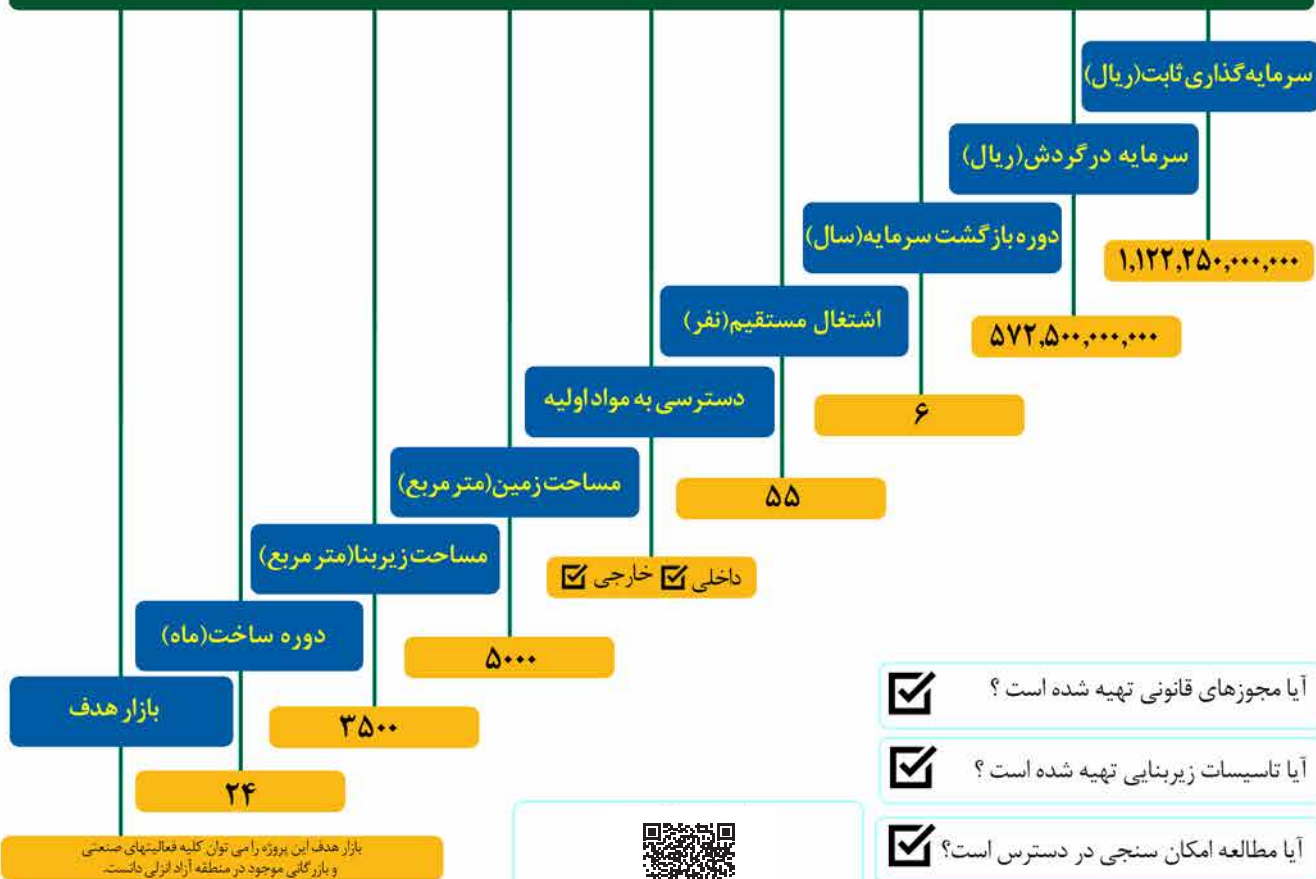 سرمایه‌گذاری ثابت(ریال)
۱,۱۲۲,۲۵۰,۰۰۰,۰۰۰
سرمایه در گردش(ریال)
۵۷۲,۵۰۰,۰۰۰,۰۰۰
دوره بازگشت سرمایه(سال)
۶
اشتغال مستقیم(نفر)
۵۵
دسترسی به مواد اولیه
داخلی ☑ خارجی ☑
مساحت زمین(متر مربع)
۵۰۰۰
مساحت زیربنا(متر مربع)
۳۵۰۰
دوره ساخت(ماه)
۲۴
بازار هدف
بازار هدف این پروژه را می توان کلیه فعالیتهای صنعتی
و بازرگانی موجود در منطقه آزاد انزلی دانست.
آیا مجوزهای قانونی تهیه شده است ؟ ☑
آیا تاسیسات زیربنایی تهیه شده است ؟ ☑
آیا مطالعه امکان سنجی در دسترس است؟ ☑